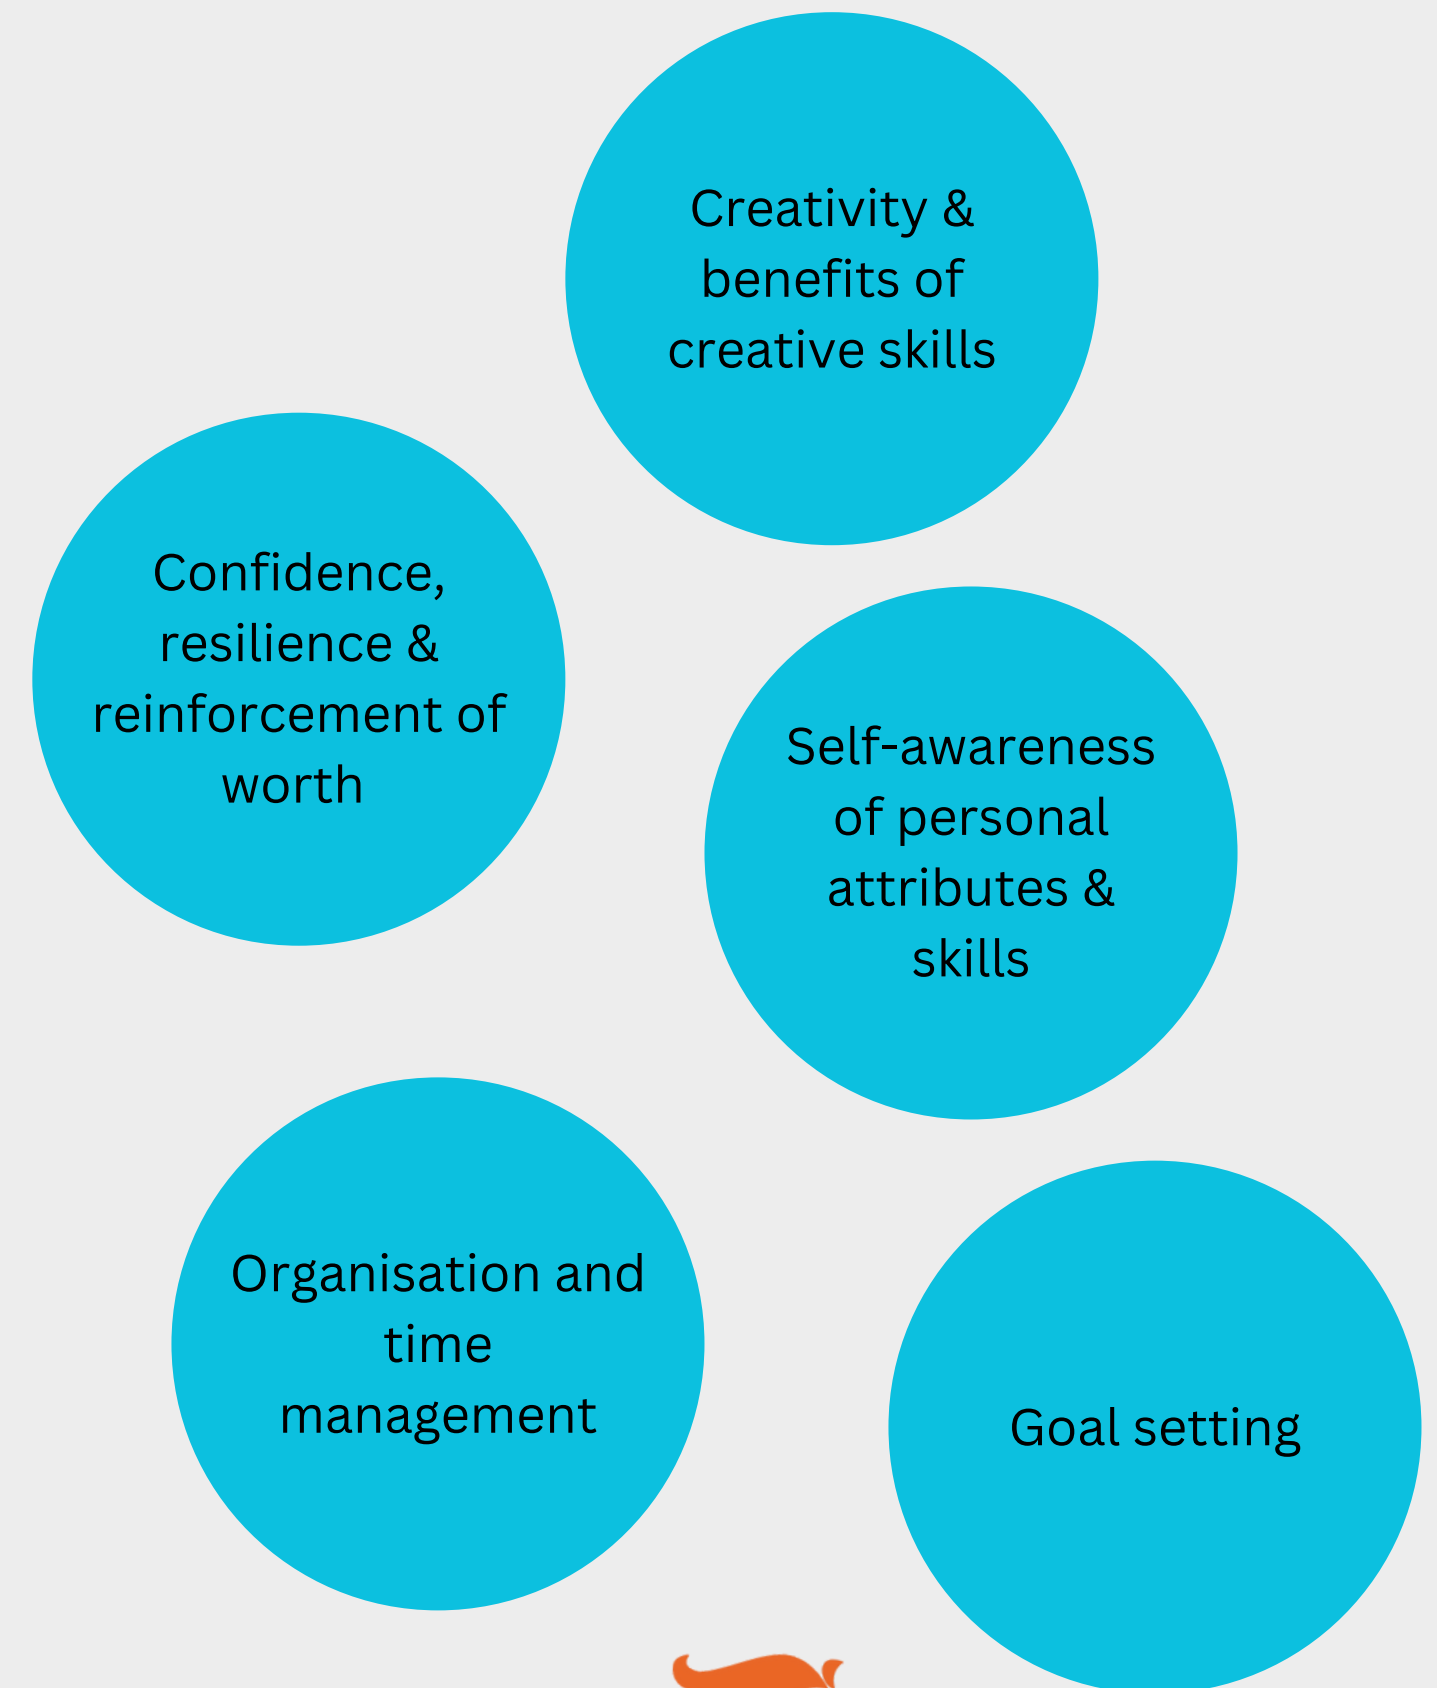 Creativity &
benefits of
creative skills
Confidence,
resilience &
reinforcement of
worth
Self-awareness
of personal
attributes &
skills
Organisation and
time
management
Goal setting